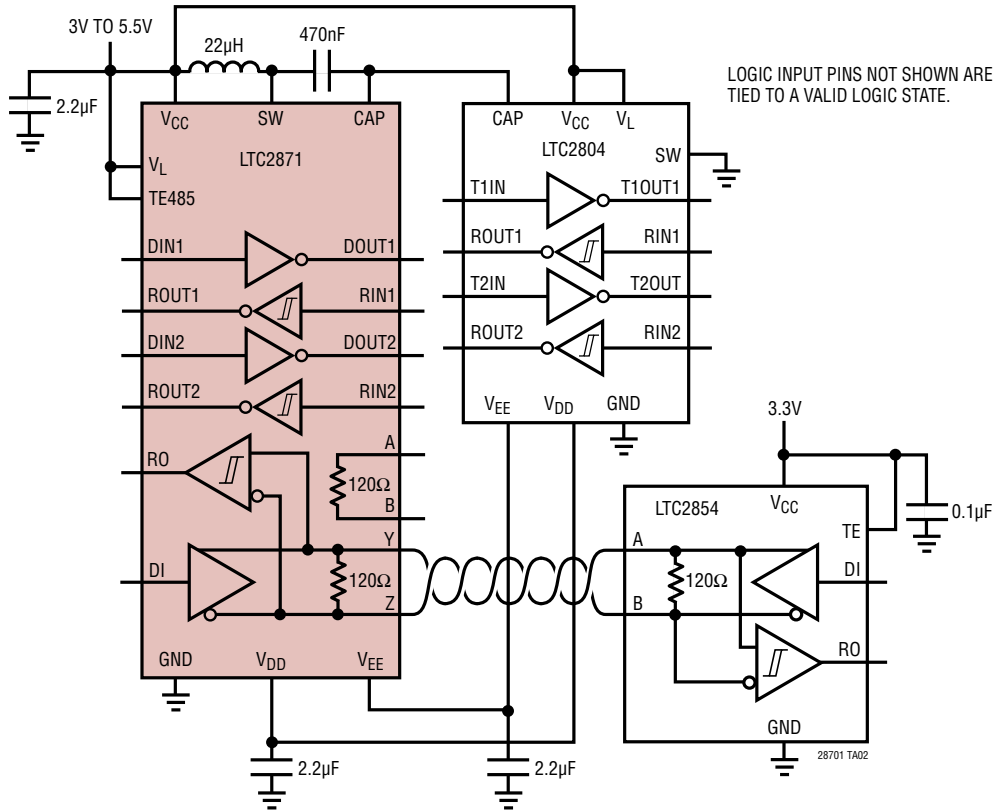 3V TO 5.5V
22µH
470nF
2.2µF
LOGIC INPUT PINS NOT SHOWN ARE
TIED TO A VALID LOGIC STATE.
VCC
SW
CAP
LTC2871
VL
TE485
DIN1
DOUT1
ROUT1
RIN1
DIN2
DOUT2
ROUT2
RIN2
RO
A
120Ω
B
Y
DI
120Ω
Z
GND
VDD
VEE
CAP
VCC
VL
LTC2804
SW
T1IN
T1OUT1
ROUT1
RIN1
T2IN
T2OUT
ROUT2
RIN2
VEE
VDD
GND
3.3V
VCC
LTC2854
0.1µF
TE
A
120Ω
DI
B
RO
GND
28701 TA02
2.2µF
2.2µF